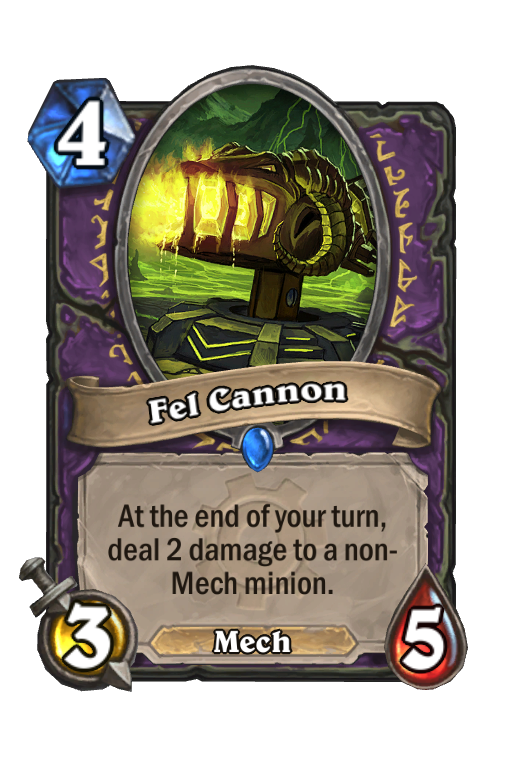 4
Fel Cannon
At the end of your turn,
deal 2 damage to a non-
Mech minion.
3
Mech
5